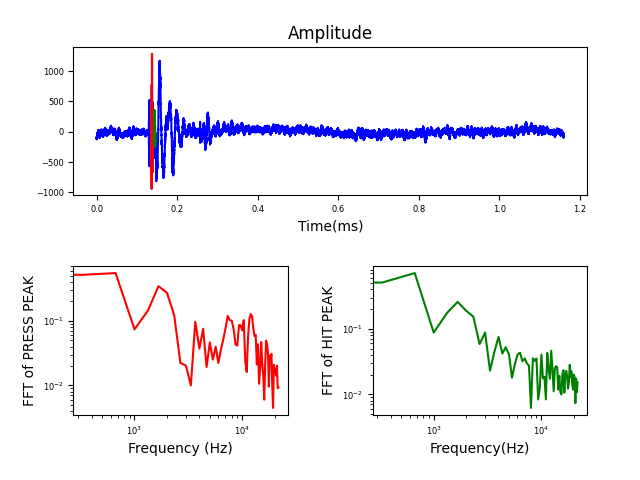 Amplitude
1000
500
0
−500
−1000
0.0 0.2 0.4 0.6 0.8 1.0 1.2
Time(ms)
FFT of PRESS PEAK
10⁻¹
10⁻²
10³ 10⁴
Frequency (Hz)
FFT of HIT PEAK
10⁻¹
10⁻²
10³ 10⁴
Frequency(Hz)